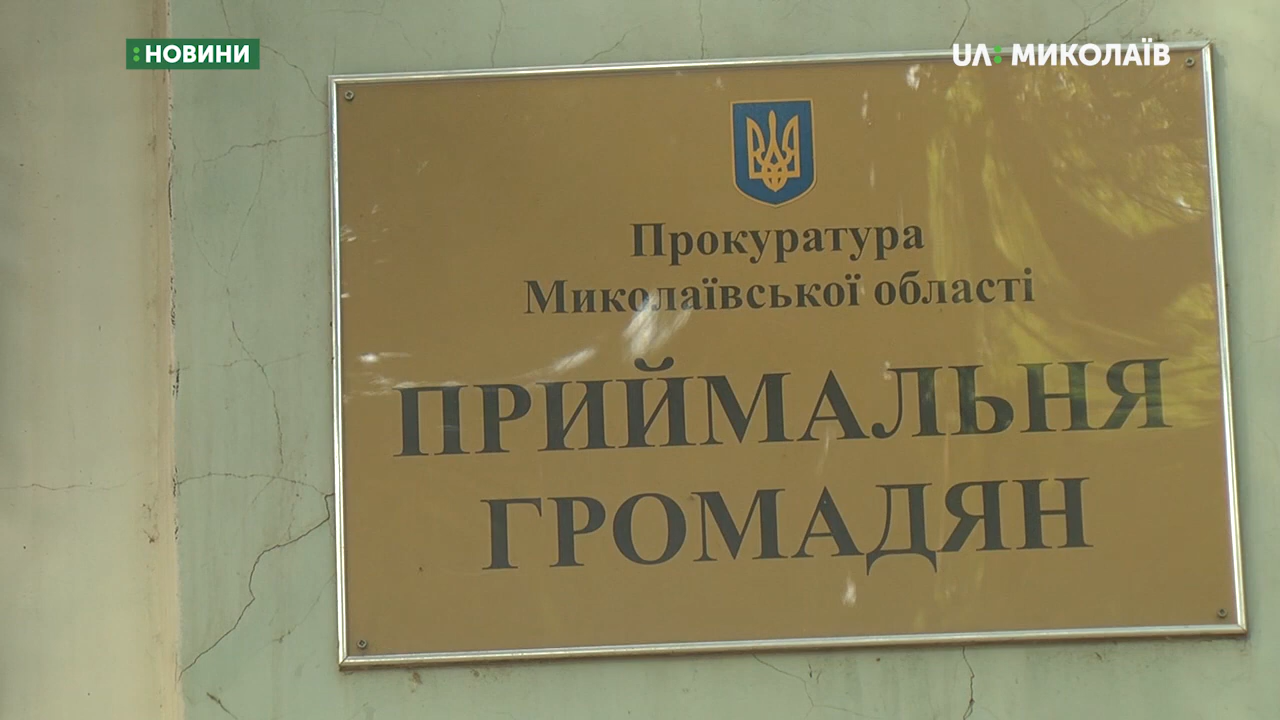 :НОВИНИ
UA: МИКОЛАЇВ
Прокуратура
Миколаївської області
ПРИЙМАЛЬНЯ
ГРОМАДЯН